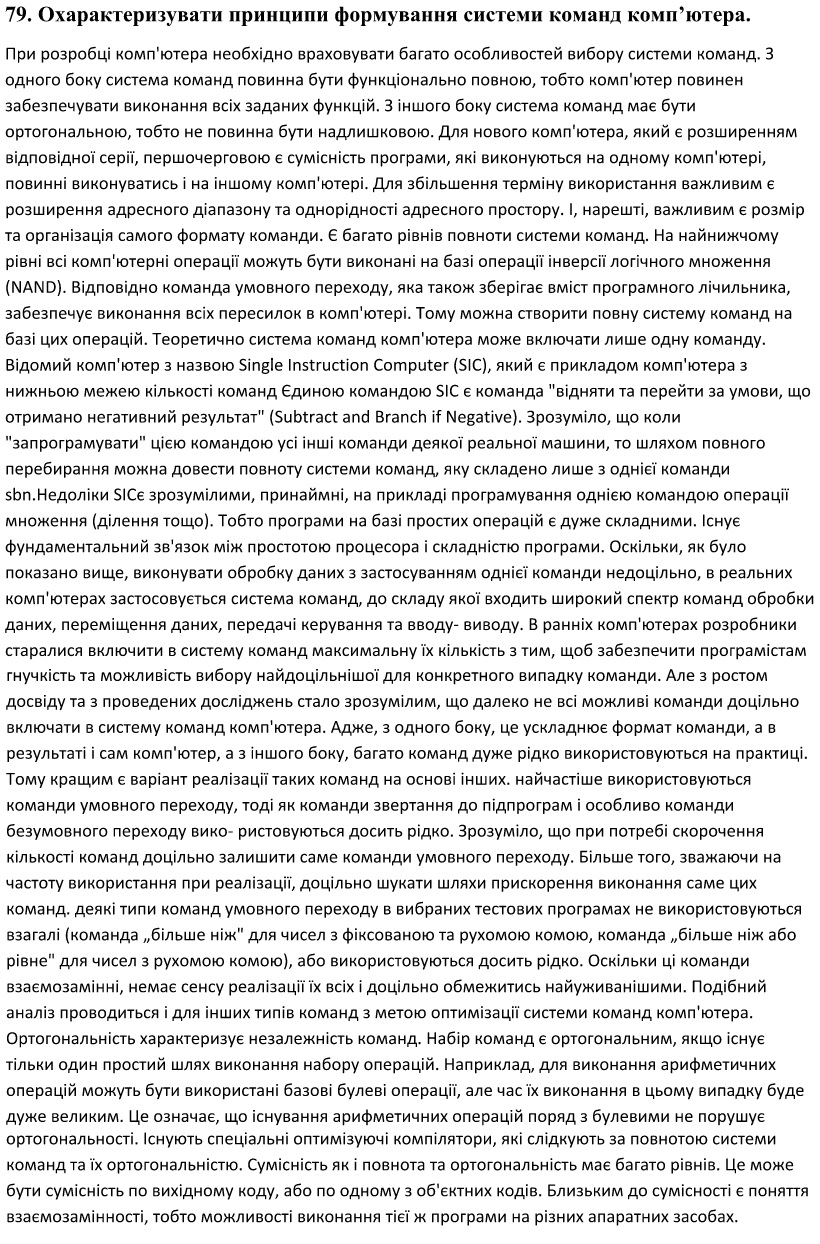 79. Охарактеризувати принципи формування системи команд комп’ютера.
При розробці комп'ютера необхідно враховувати багато особливостей вибору системи команд. З
одного боку система команд повинна бути функціонально повною, тобто комп'ютер повинен
забезпечувати виконання всіх заданих функцій. З іншого боку система команд має бути
ортогональною, тобто не повинна бути надлишковою. Для нового комп'ютера, який є розширенням
відповідної серії, першочерговою є сумісність програми, які виконуються на одному комп'ютері,
повинні виконуватись і на іншому комп'ютері. Для збільшення терміну використання важливим є
розширення адресного діапазону та однорідності адресного простору. І, нарешті, важливим є розмір
та організація самого формату команди. Є багато рівнів повноти системи команд. На найнижчому
рівні всі комп'ютерні операції можуть бути виконані на базі операції інверсії логічного множення
(NAND). Відповідно команда умовного переходу, яка також зберігає вміст програмного лічильника,
забезпечує виконання всіх пересилок в комп'ютері. Тому можна створити повну систему команд на
базі цих операцій. Теоретично система команд комп'ютера може включати лише одну команду.
Відомий комп'ютер з назвою Single Instruction Computer (SIC), який є прикладом комп'ютера з
нижньою межею кількості команд Єдиною командою SIC є команда "відняти та перейти за умови, що
отримано негативний результат" (Subtract and Branch if Negative). Зрозуміло, що коли
"запрограмувати" цією командою усі інші команди деякої реальної машини, то шляхом повного
перебирання можна довести повноту системи команд, яку складено лише з однієї команди
sbn.Недоліки SICє зрозумілими, принаймні, на прикладі програмування однією командою операції
множення (ділення тощо). Тобто програми на базі простих операцій є дуже складними. Існує
фундаментальний зв'язок між простотою процесора і складністю програми. Оскільки, як було
показано вище, виконувати обробку даних з застосуванням однієї команди недоцільно, в реальних
комп'ютерах застосовується система команд, до складу якої входить широкий спектр команд обробки
даних, переміщення даних, передачі керування та вводу- виводу. В ранніх комп'ютерах розробники
старалися включити в систему команд максимальну їх кількість з тим, щоб забезпечити програмістам
гнучкість та можливість вибору найдоцільнішої для конкретного випадку команди. Але з ростом
досвіду та з проведених досліджень стало зрозумілим, що далеко не всі можливі команди доцільно
включати в систему команд комп'ютера. Адже, з одного боку, це ускладнює формат команди, а в
результаті і сам комп'ютер, а з іншого боку, багато команд дуже рідко використовуються на практиці.
Тому кращим є варіант реалізації таких команд на основі інших. найчастіше використовуються
команди умовного переходу, тоді як команди звертання до підпрограм і особливо команди
безумовного переходу вико- ристовуються досить рідко. Зрозуміло, що при потребі скорочення
кількості команд доцільно залишити саме команди умовного переходу. Більше того, зважаючи на
частоту використання при реалізації, доцільно шукати шляхи прискорення виконання саме цих
команд. деякі типи команд умовного переходу в вибраних тестових програмах не використовуються
взагалі (команда „більше ніж" для чисел з фіксованою та рухомою комою, команда „більше ніж або
рівне" для чисел з рухомою комою), або використовуються досить рідко. Оскільки ці команди
взаємозамінні, немає сенсу реалізації їх всіх і доцільно обмежитись найуживанішими. Подібний
аналіз проводиться і для інших типів команд з метою оптимізації системи команд комп'ютера.
Ортогональність характеризує незалежність команд. Набір команд є ортогональним, якщо існує
тільки один простий шлях виконання набору операцій. Наприклад, для виконання арифметичних
операцій можуть бути використані базові булеві операції, але час їх виконання в цьому випадку буде
дуже великим. Це означає, що існування арифметичних операцій поряд з булевими не порушує
ортогональності. Існують спеціальні оптимізуючі компілятори, які слідкують за повнотою системи
команд та їх ортогональністю. Сумісність як і повнота та ортогональність має багато рівнів. Це може
бути сумісність по вихідному коду, або по одному з об'єктних кодів. Близьким до сумісності є поняття
взаємозамінності, тобто можливості виконання тієї ж програми на різних апаратних засобах.